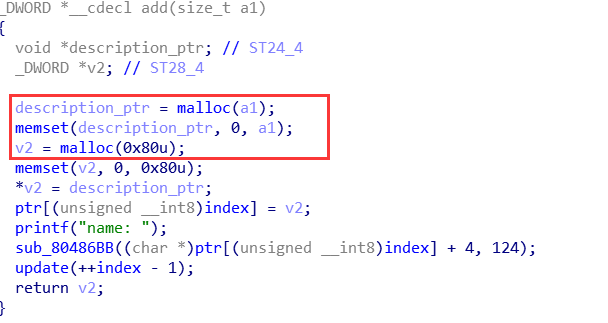 _DWORD *__cdecl add(size_t a1)
{
void *description_ptr; // ST24_4
_DWORD *v2; // ST28_4
description_ptr = malloc(a1);
memset(description_ptr, 0, a1);
v2 = malloc(0x80u);
memset(v2, 0, 0x80u);
*v2 = description_ptr;
ptr[(unsigned __int8)index] = v2;
printf("name: ");
sub_80486BB((char *)ptr[(unsigned __int8)index] + 4, 124);
update(++index - 1);
return v2;
}